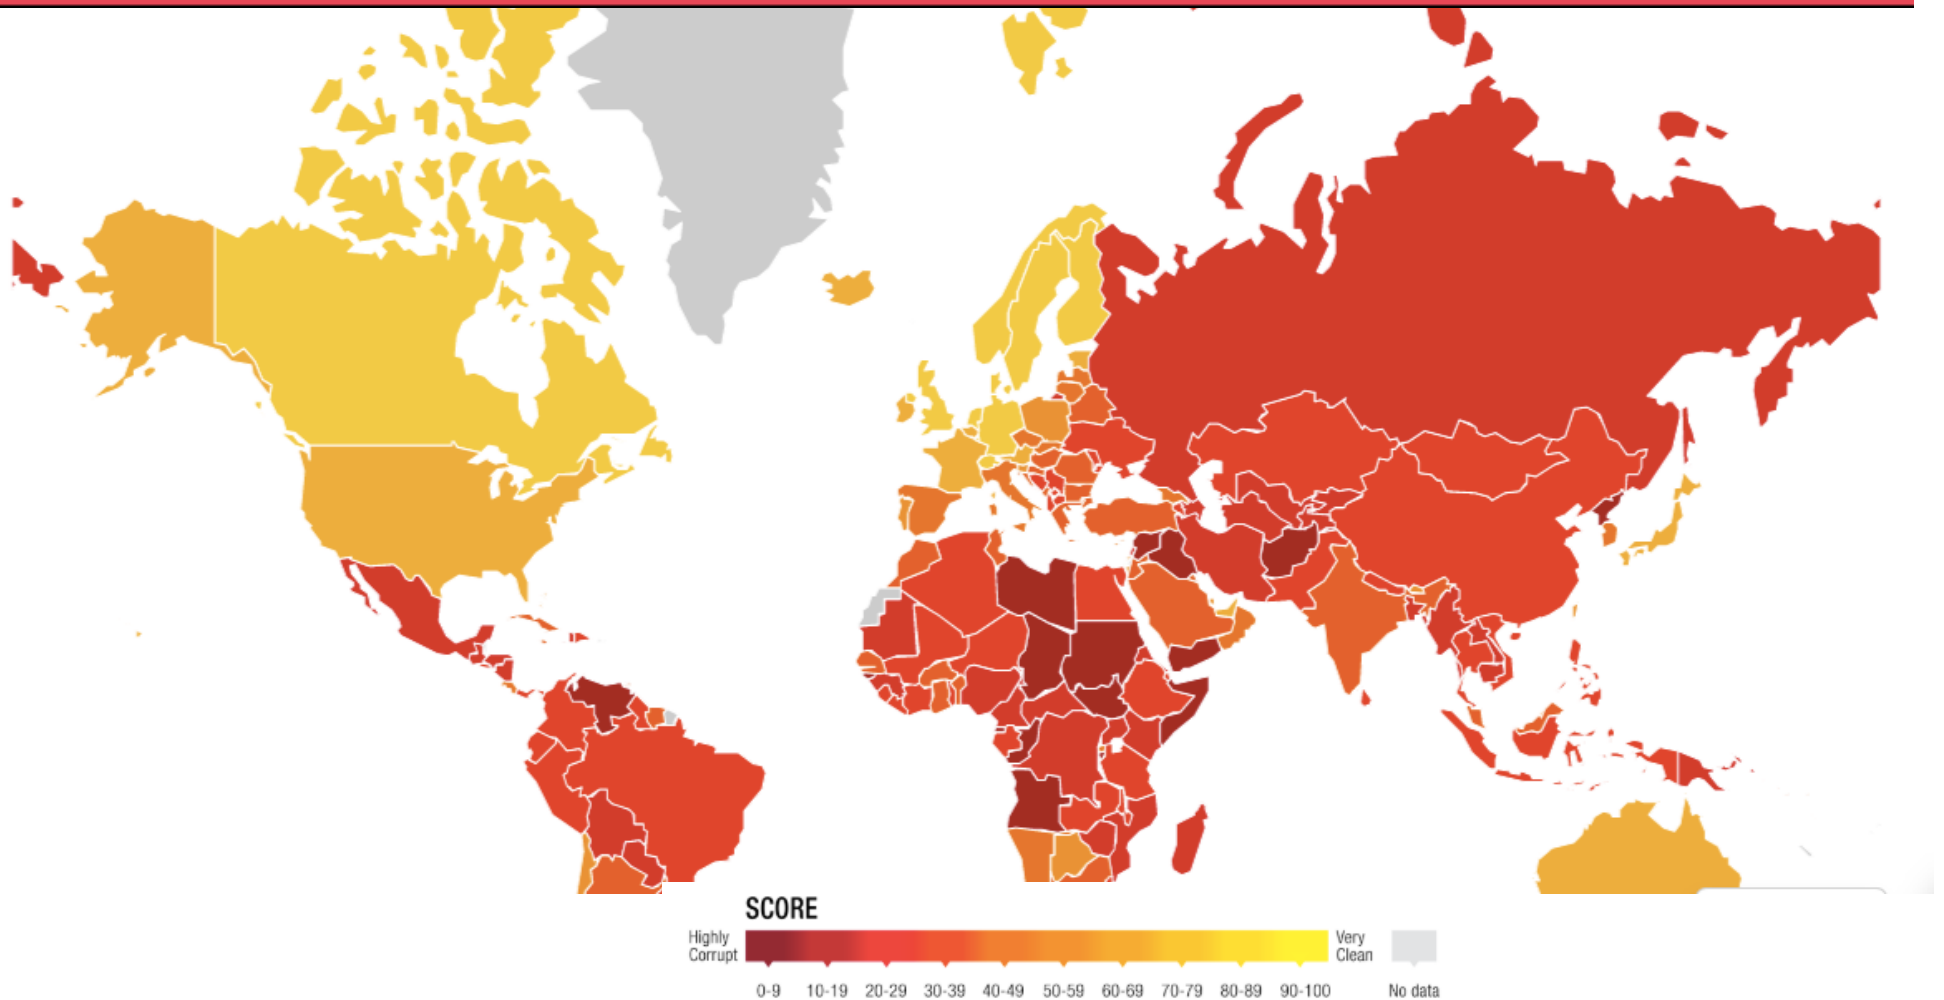 SCORE
Highly
Corrupt
Very
Clean
0-9 10-19 20-29 30-39 40-49 50-59 60-69 70-79 80-89 90-100 No data